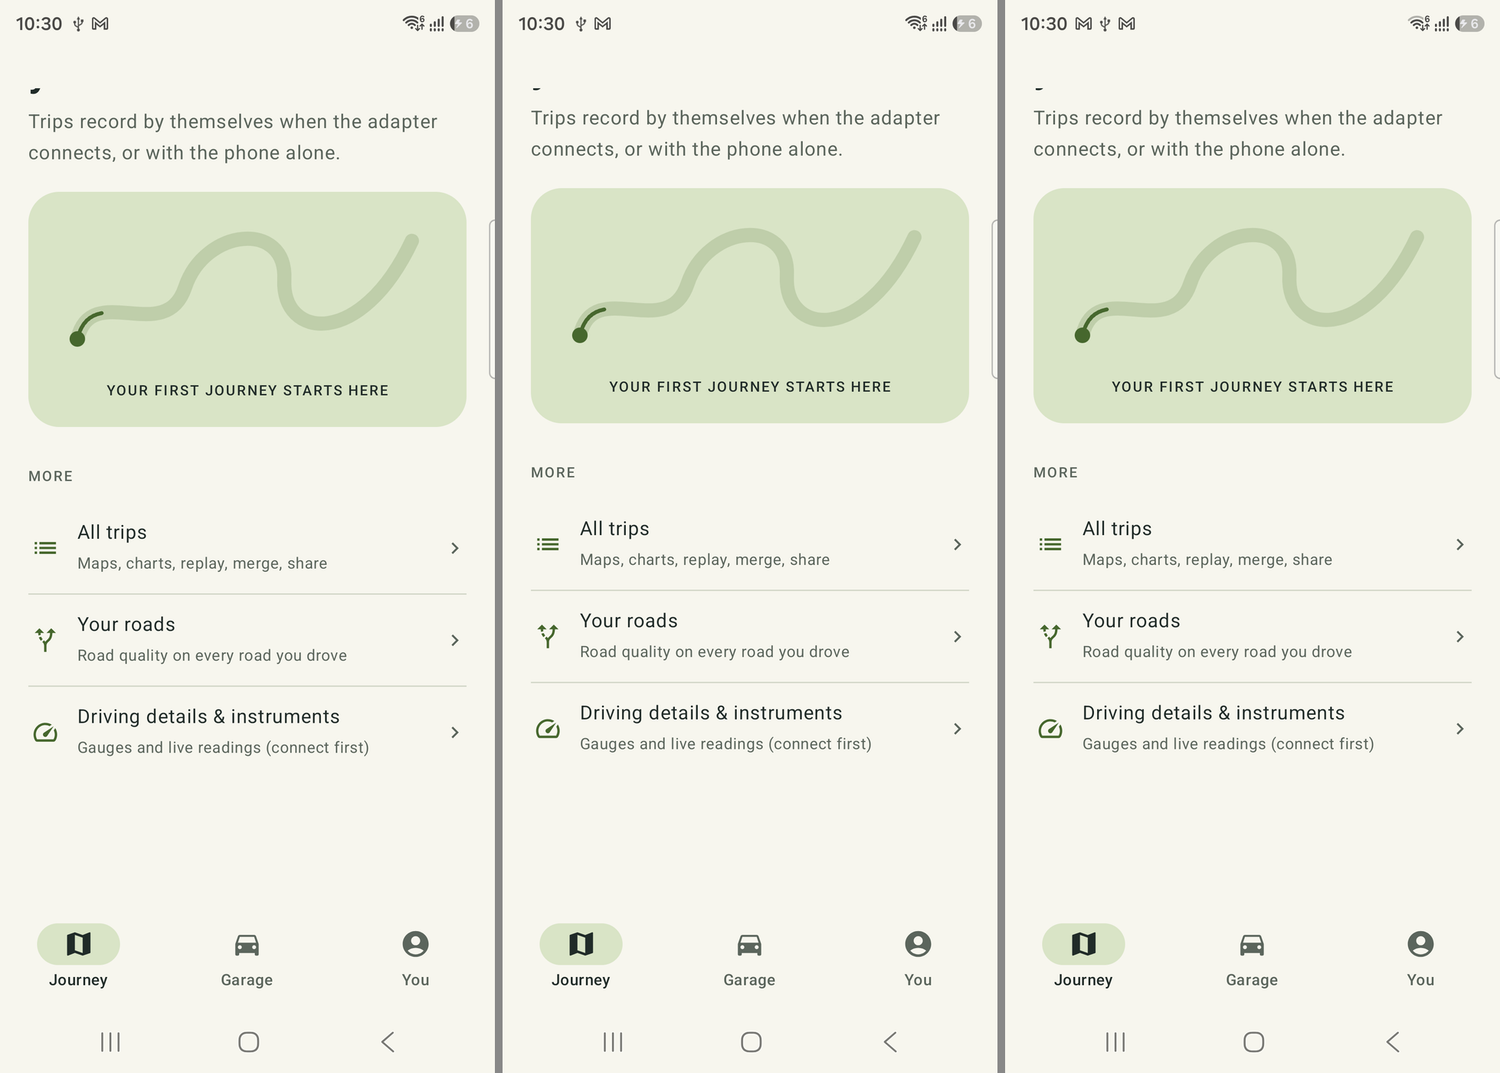 10:30
6
6
Trips record by themselves when the adapter
connects, or with the phone alone.
YOUR FIRST JOURNEY STARTS HERE
MORE
All trips
Maps, charts, replay, merge, share
Your roads
Road quality on every road you drove
Driving details & instruments
Gauges and live readings (connect first)
Journey
Garage
You
10:30
6
6
Trips record by themselves when the adapter
connects, or with the phone alone.
YOUR FIRST JOURNEY STARTS HERE
MORE
All trips
Maps, charts, replay, merge, share
Your roads
Road quality on every road you drove
Driving details & instruments
Gauges and live readings (connect first)
Journey
Garage
You
10:30
6
6
Trips record by themselves when the adapter
connects, or with the phone alone.
YOUR FIRST JOURNEY STARTS HERE
MORE
All trips
Maps, charts, replay, merge, share
Your roads
Road quality on every road you drove
Driving details & instruments
Gauges and live readings (connect first)
Journey
Garage
You